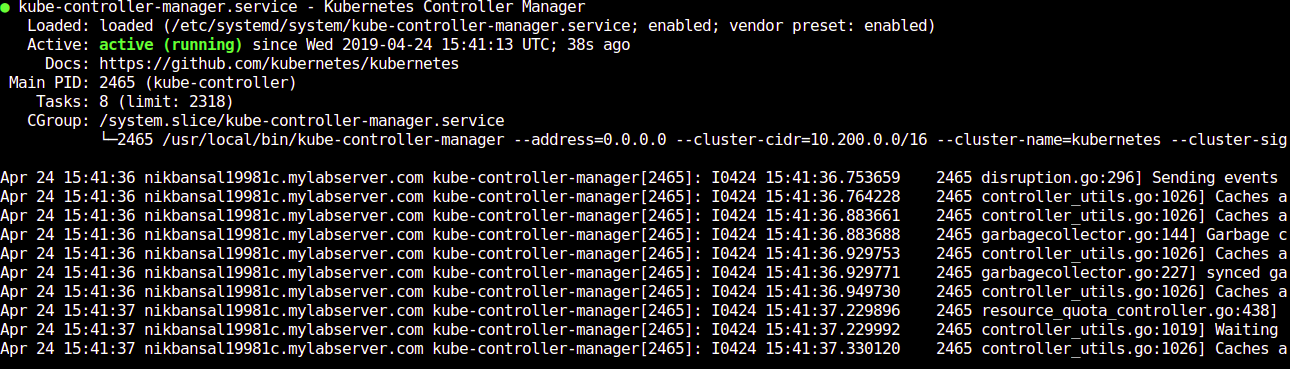 ● kube-controller-manager.service - Kubernetes Controller Manager
Loaded: loaded (/etc/systemd/system/kube-controller-manager.service; enabled; vendor preset: enabled)
Active: active (running) since Wed 2019-04-24 15:41:13 UTC; 38s ago
Docs: https://github.com/kubernetes/kubernetes
Main PID: 2465 (kube-controller)
Tasks: 8 (limit: 2318)
CGroup: /system.slice/kube-controller-manager.service
└─2465 /usr/local/bin/kube-controller-manager --address=0.0.0.0 --cluster-cidr=10.200.0.0/16 --cluster-name=kubernetes --cluster-sig
Apr 24 15:41:36 nikbansal19981c.mylabserver.com kube-controller-manager[2465]: I0424 15:41:36.753659 2465 disruption.go:296] Sending events
Apr 24 15:41:36 nikbansal19981c.mylabserver.com kube-controller-manager[2465]: I0424 15:41:36.764228 2465 controller_utils.go:1026] Caches a
Apr 24 15:41:36 nikbansal19981c.mylabserver.com kube-controller-manager[2465]: I0424 15:41:36.883661 2465 controller_utils.go:1026] Caches a
Apr 24 15:41:36 nikbansal19981c.mylabserver.com kube-controller-manager[2465]: I0424 15:41:36.883688 2465 garbagecollector.go:144] Garbage c
Apr 24 15:41:36 nikbansal19981c.mylabserver.com kube-controller-manager[2465]: I0424 15:41:36.929753 2465 controller_utils.go:1026] Caches a
Apr 24 15:41:36 nikbansal19981c.mylabserver.com kube-controller-manager[2465]: I0424 15:41:36.929771 2465 garbagecollector.go:227] synced ga
Apr 24 15:41:36 nikbansal19981c.mylabserver.com kube-controller-manager[2465]: I0424 15:41:36.949730 2465 controller_utils.go:1026] Caches a
Apr 24 15:41:37 nikbansal19981c.mylabserver.com kube-controller-manager[2465]: I0424 15:41:37.229896 2465 resource_quota_controller.go:438]
Apr 24 15:41:37 nikbansal19981c.mylabserver.com kube-controller-manager[2465]: I0424 15:41:37.229992 2465 controller_utils.go:1019] Waiting
Apr 24 15:41:37 nikbansal19981c.mylabserver.com kube-controller-manager[2465]: I0424 15:41:37.330120 2465 controller_utils.go:1026] Caches a